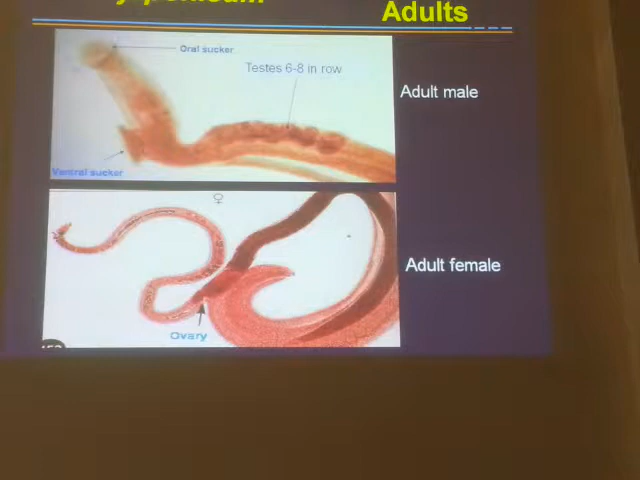 Adults
Oral sucker
Testes 6-8 in row
Adult male
Ventral sucker
♀
Adult female
Ovary